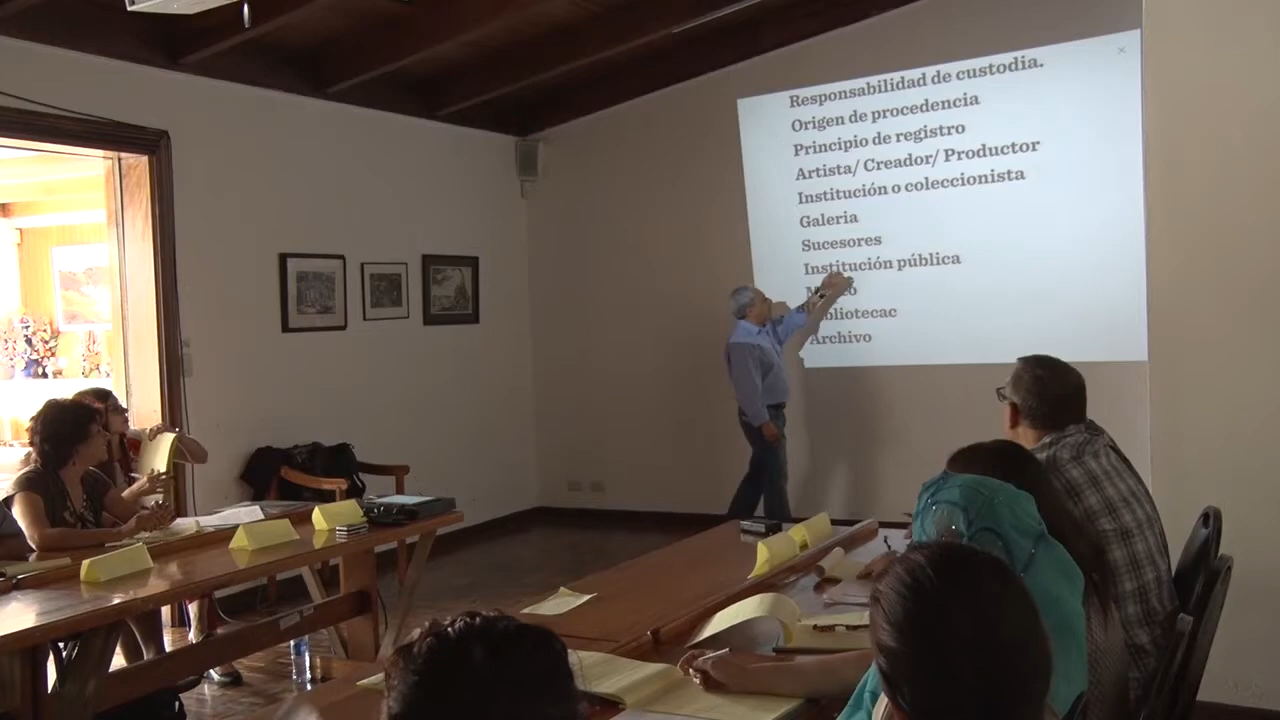 Responsabilidad de custodia.
Origen de procedencia
Principio de registro
Artista/ Creador/ Productor
Institución o coleccionista
Galeria
Sucesores
Institución pública
Bibliotecac
Archivo